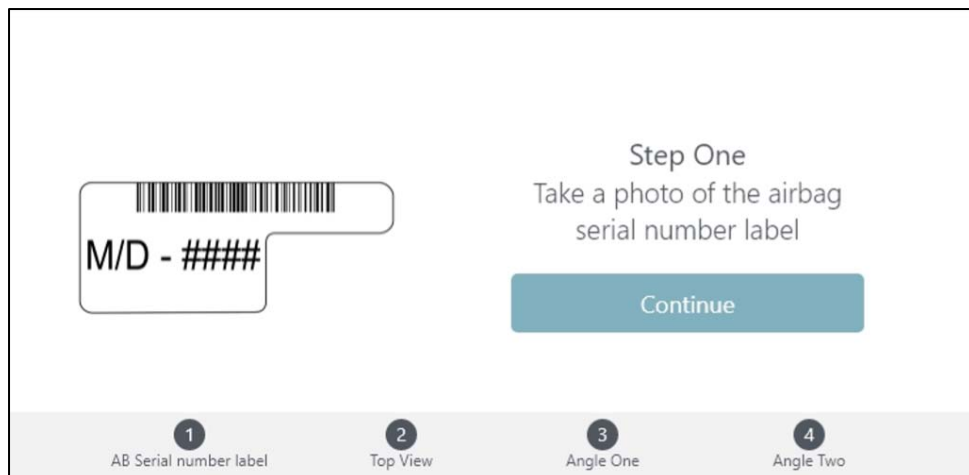 Step One
Take a photo of the airbag
serial number label
M/D - ####
Continue
1
AB Serial number label
2
Top View
3
Angle One
4
Angle Two